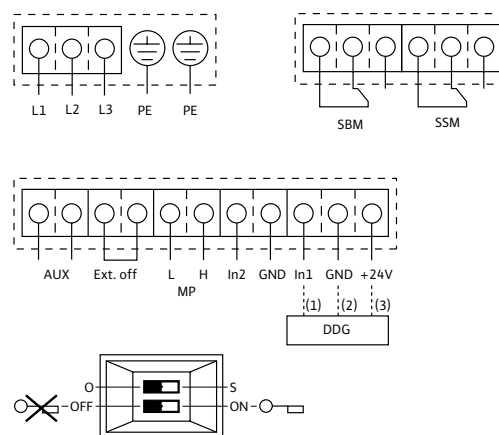 L1 L2 L3 PE PE
SBM SSM
AUX Ext. off L H In2 GND In1 GND +24V
MP
(1) (2) (3)
DDG
O S
OFF ON